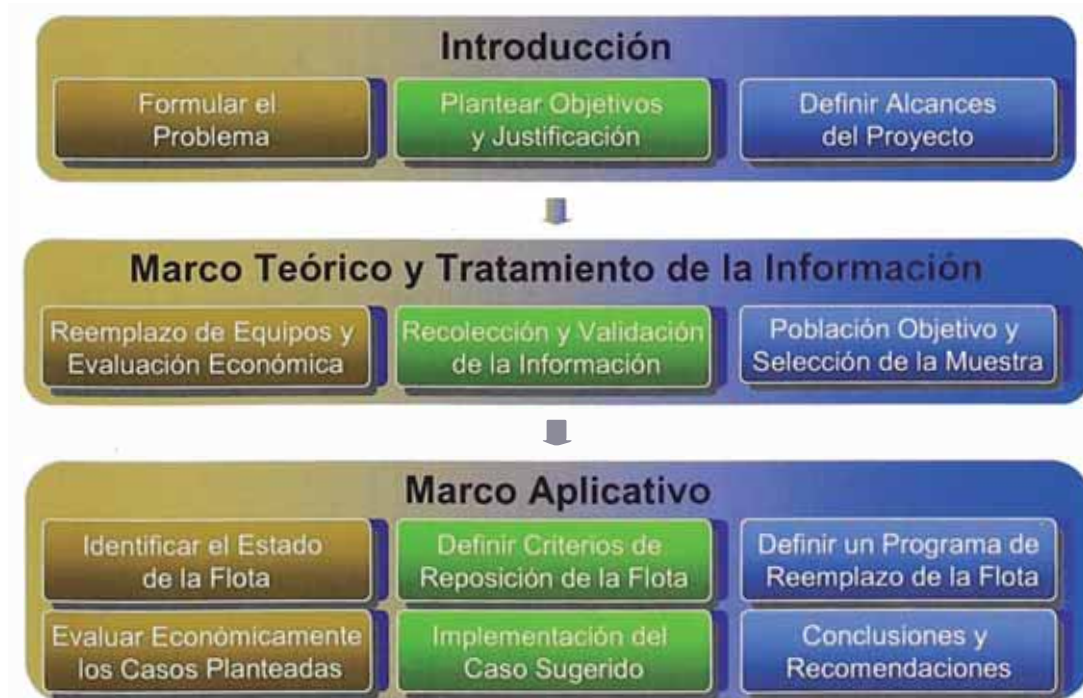 Introducción
Formular el
Problema
Plantear Objetivos
y Justificación
Definir Alcances
del Proyecto
Marco Teórico y Tratamiento de la Información
Reemplazo de Equipos y
Evaluación Económica
Recolección y Validación
de la Información
Población Objetivo y
Selección de la Muestra
Marco Aplicativo
Identificar el Estado
de la Flota
Definir Criterios de
Reposición de la Flota
Definir un Programa de
Reemplazo de la Flota
Evaluar Económicamente
los Casos Planteadas
Implementación del
Caso Sugerido
Conclusiones y
Recomendaciones